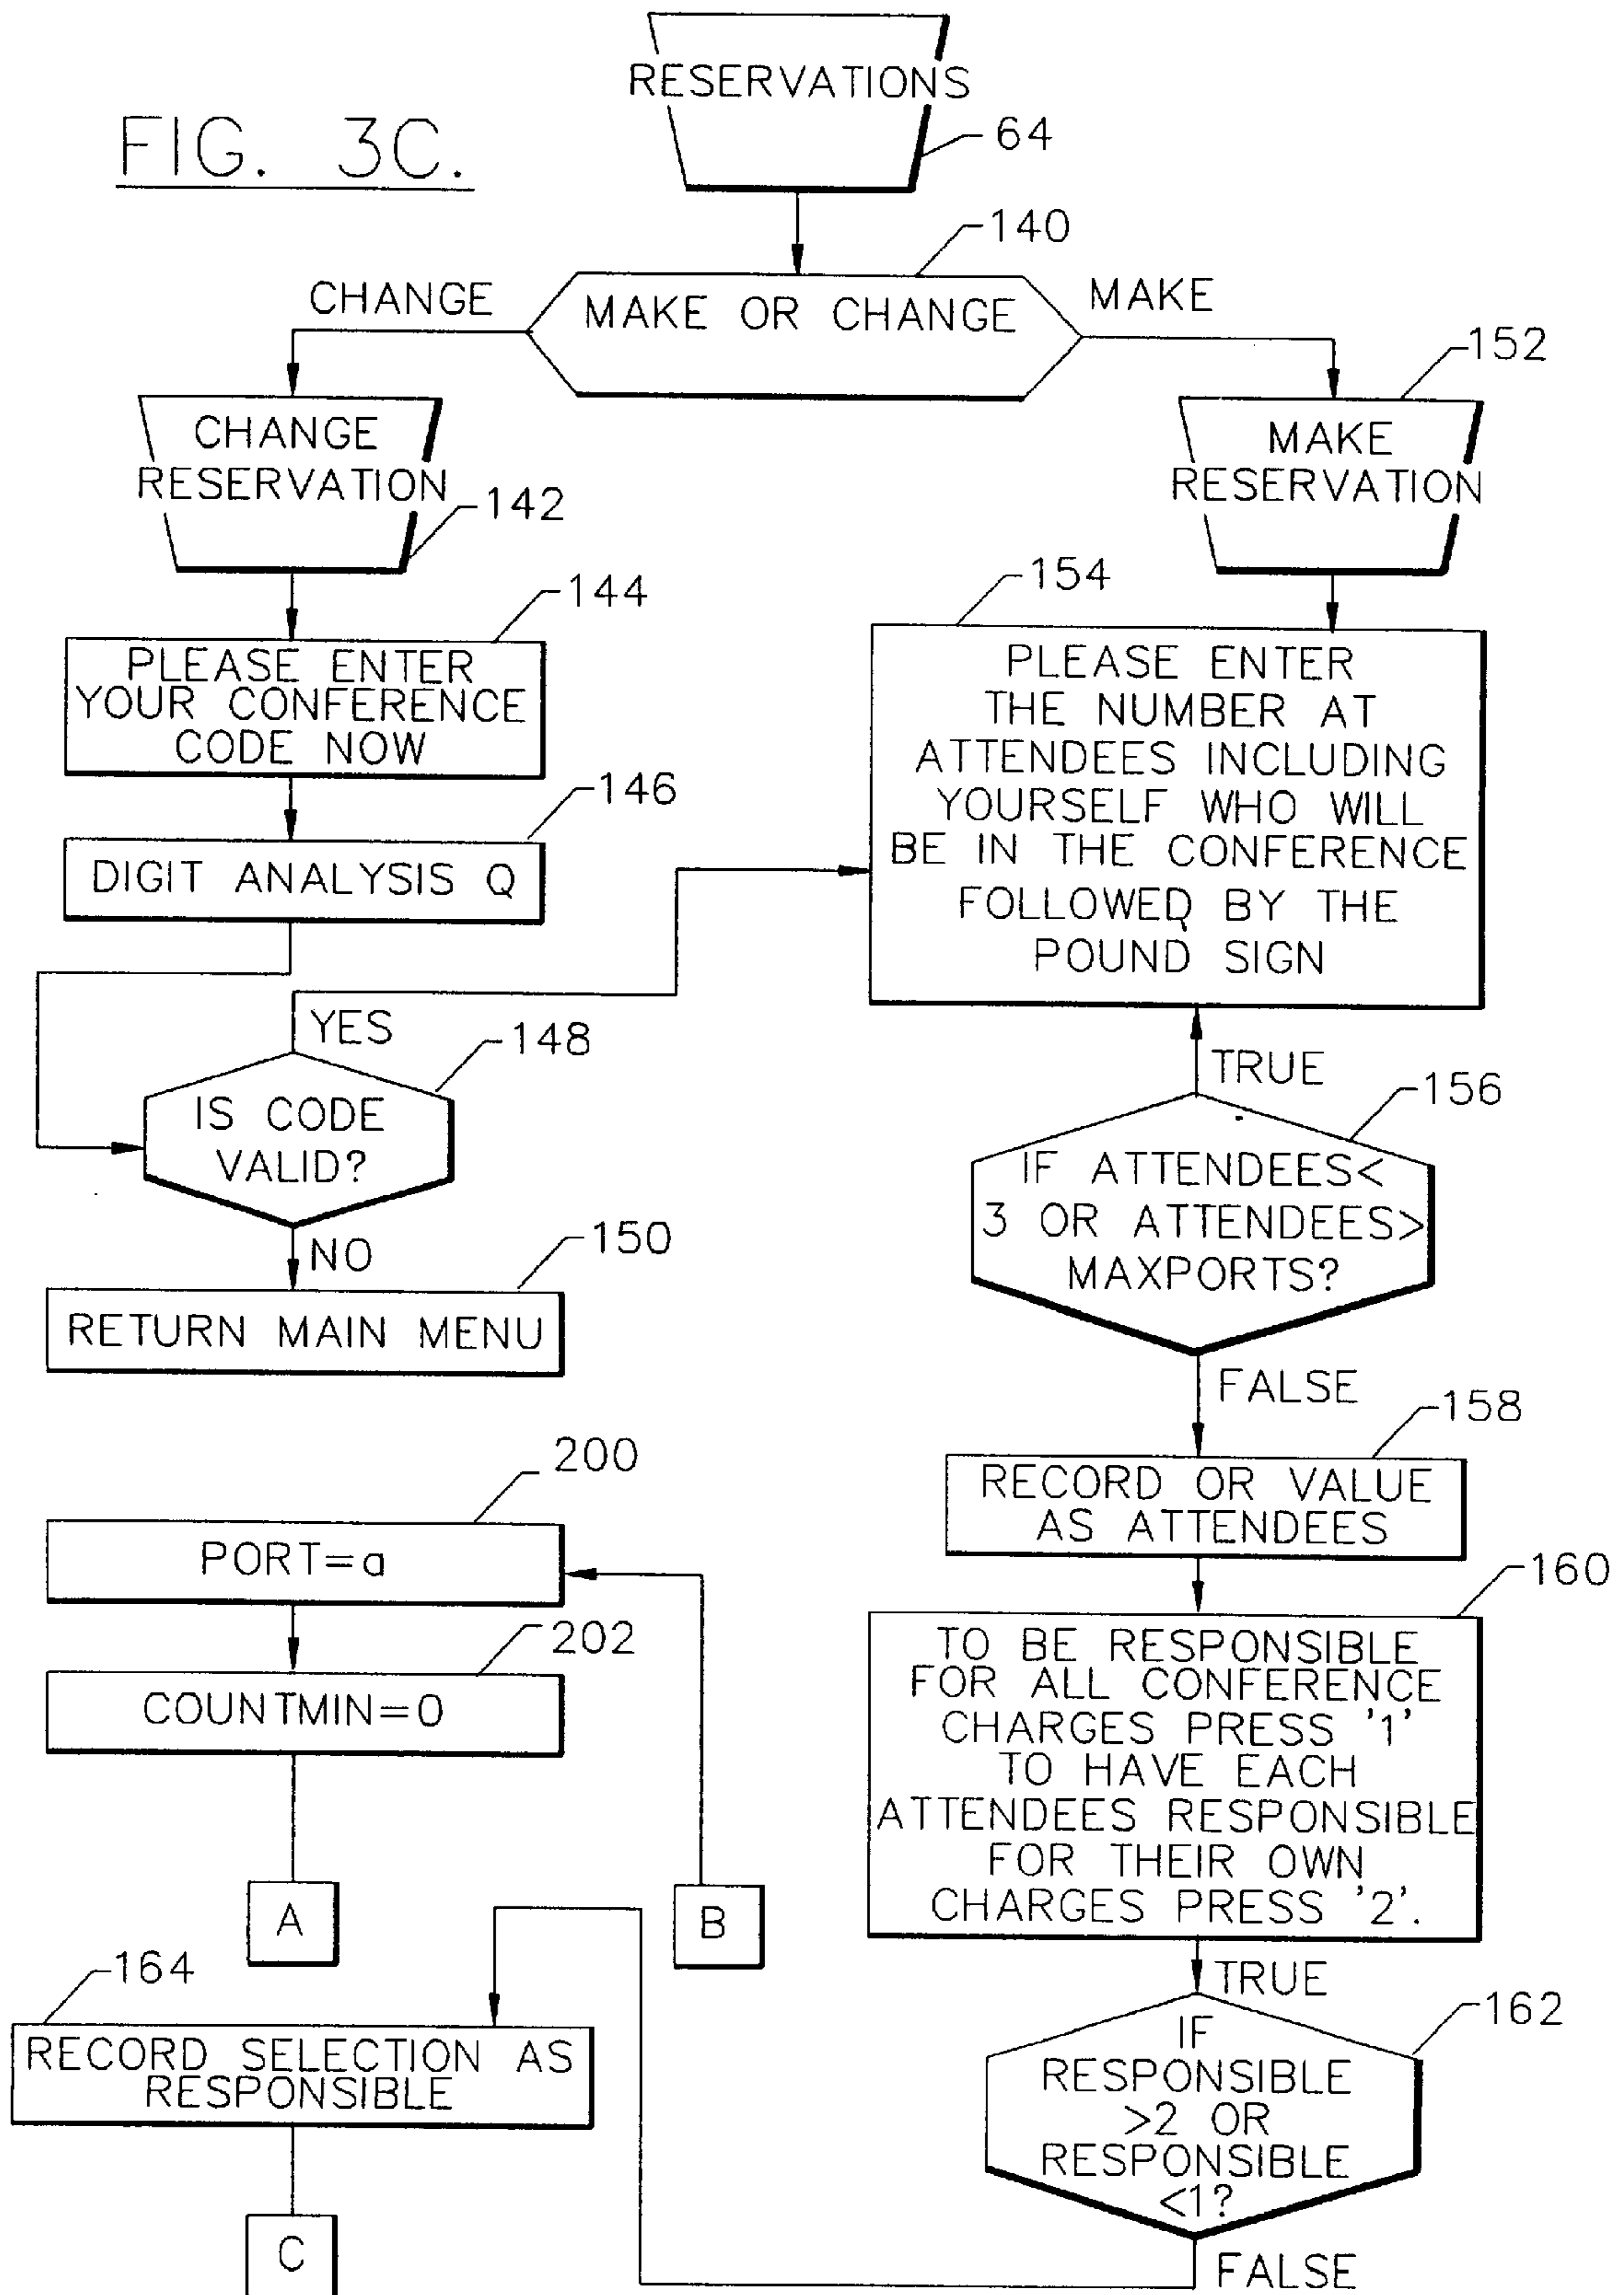 RESERVATIONS
64
FIG. 3C.
140
CHANGE
MAKE OR CHANGE
MAKE
152
CHANGE
RESERVATION
142
MAKE
RESERVATION
144
PLEASE ENTER
YOUR CONFERENCE
CODE NOW
146
DIGIT ANALYSIS Q
YES
148
IS CODE
VALID?
NO
150
RETURN MAIN MENU
154
PLEASE ENTER
THE NUMBER AT
ATTENDEES INCLUDING
YOURSELF WHO WILL
BE IN THE CONFERENCE
FOLLOWED BY THE
POUND SIGN
TRUE
156
IF ATTENDEES<
3 OR ATTENDEES>
MAXPORTS?
FALSE
158
RECORD OR VALUE
AS ATTENDEES
160
TO BE RESPONSIBLE
FOR ALL CONFERENCE
CHARGES PRESS '1'
TO HAVE EACH
ATTENDEES RESPONSIBLE
FOR THEIR OWN
CHARGES PRESS '2'.
TRUE
162
IF
RESPONSIBLE
>2 OR
RESPONSIBLE
<1?
FALSE
200
PORT=a
202
COUNTMIN=0
A
B
164
RECORD SELECTION AS
RESPONSIBLE
C